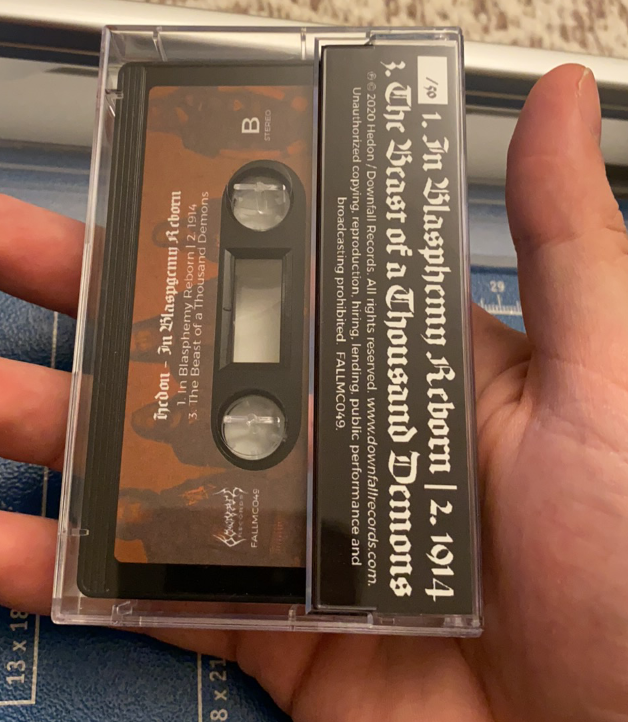 /50
1. In Blasphemy Reborn | 2. 1914
3. The Beast of a Thousand Demons
℗ © 2020 Hedon / Downfall Records. All rights reserved. www.downfallrecords.com.
Unauthorized copying, reproduction, hiring, lending, public performance and
broadcasting prohibited. FALLMC049.
B
STEREO
Hedon - In Blaspgemy Reborn
1. In Blasphemy Reborn | 2. 1914
3. The Beast of a Thousand Demons
RECORDS
FALLMC049
29
13 x 18
8 x 21